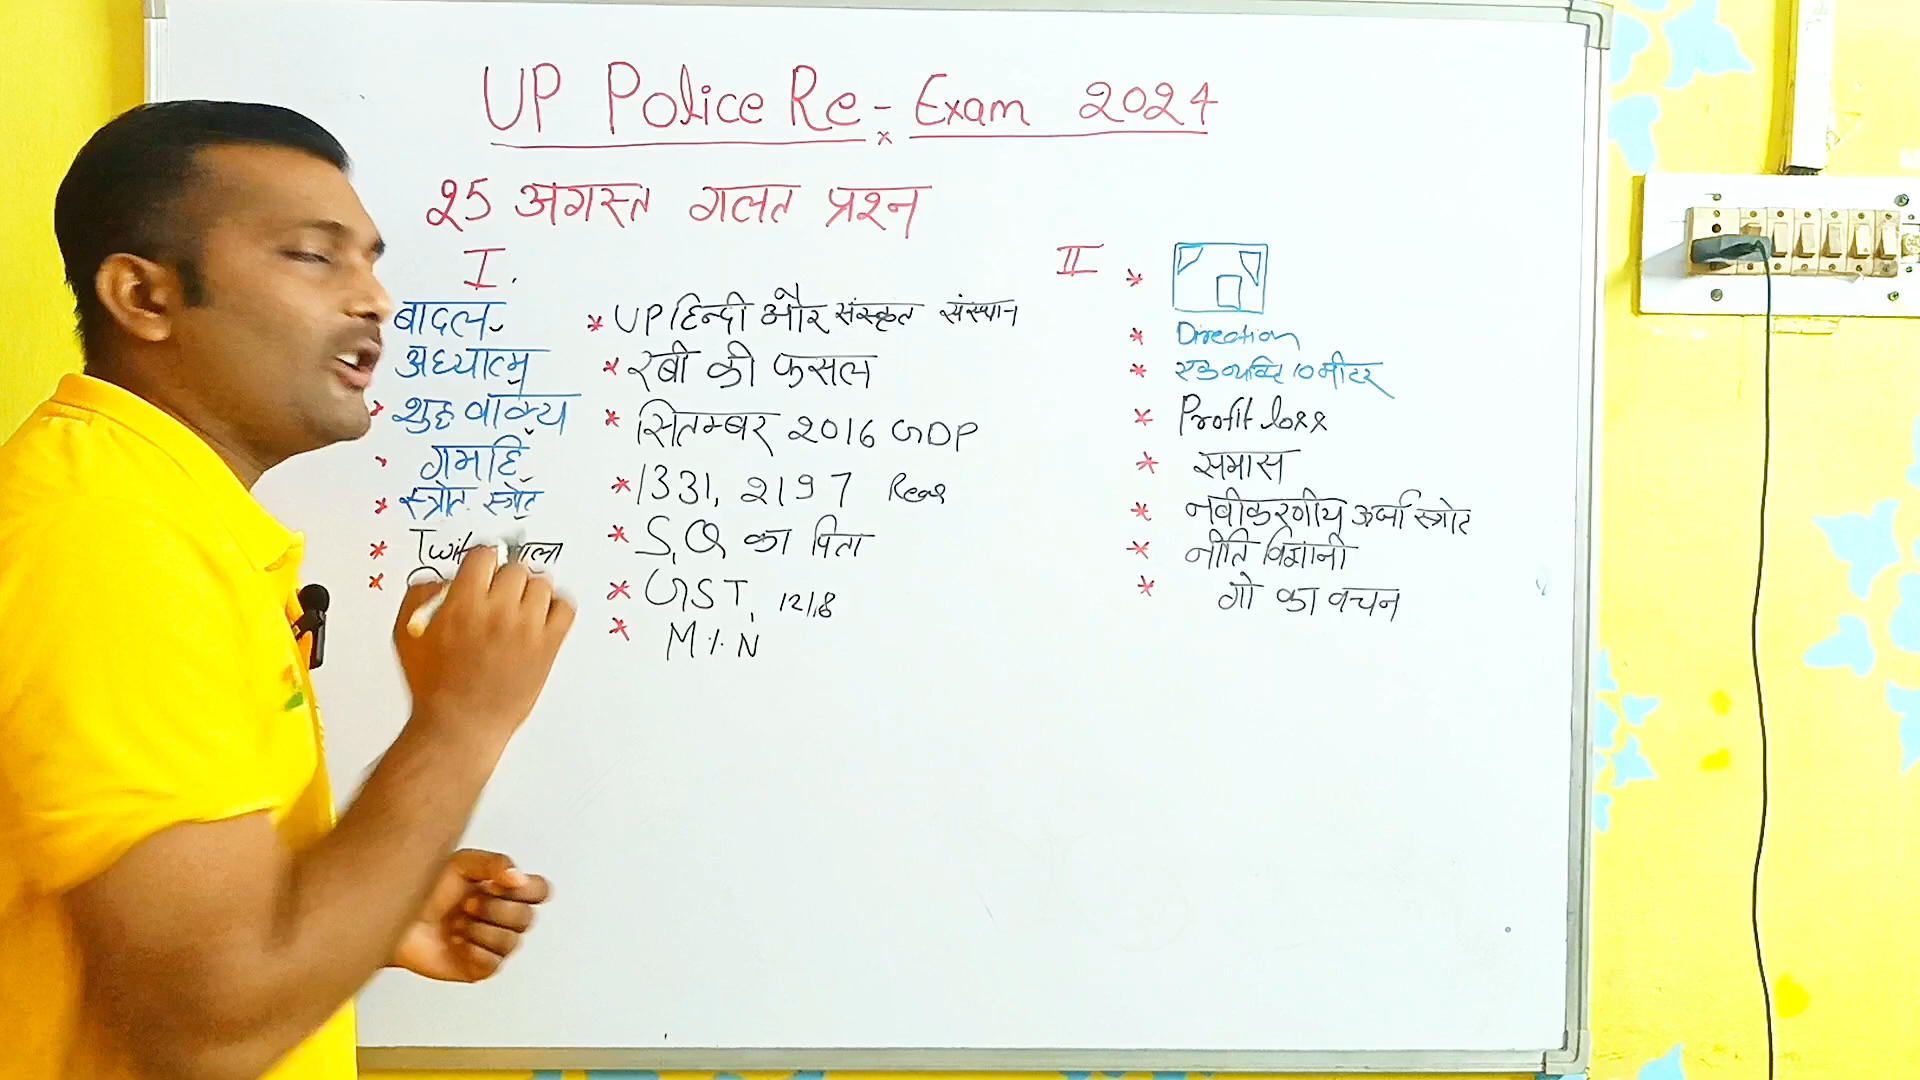 UP Police Re-Exam 2024
25 अगस्त गलत प्रश्न
I.
बादल
अध्यात्म
* शुद्ध वाक्य
गमहि
* स्त्रोत स्त्रोत
*
*
* UP हिन्दी और संस्कृत संस्थान
* रबी की फसल
* सितम्बर 2016 GDP
* 1331, 2197 Reas
* S, Q का पिता
* GST, 12/18
* M % N
II
*
* Direction
* एक व्यक्ति 10 मीटर
* Profit loss
* समास
* नवीकरणीय ऊर्जा स्त्रोत
* नीति विज्ञानी
* गो का वचन